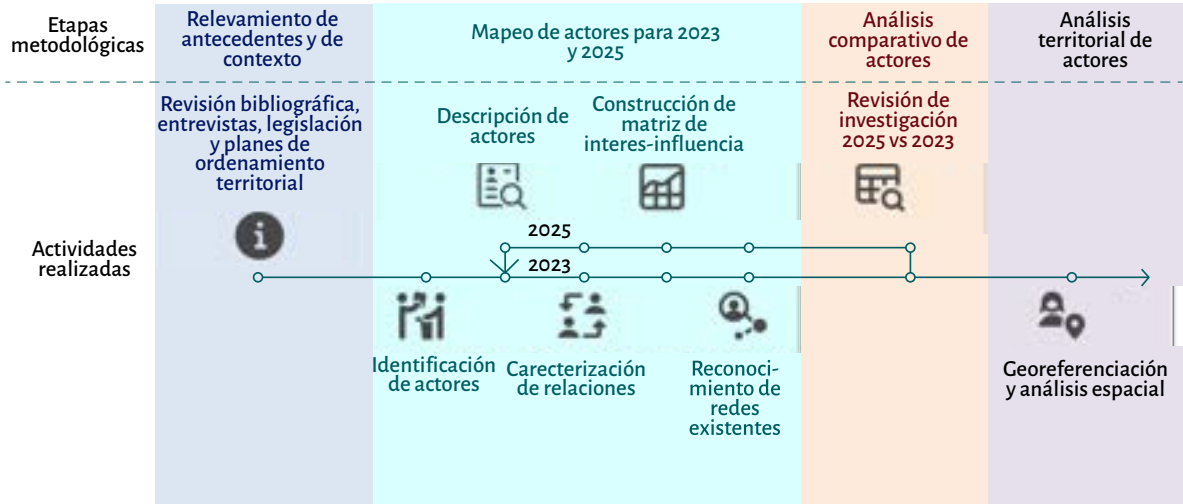 Etapas
metodológicas
Relevamiento de
antecedentes y de
contexto
Mapeo de actores para 2023
y 2025
Análisis
comparativo de
actores
Análisis
territorial de
actores
Actividades
realizadas
Revisión bibliográfica,
entrevistas, legislación
y planes de
ordenamiento
territorial
Descripción de
actores
Construcción de
matriz de
interes-influencia
Revisión de
investigación
2025 vs 2023
2025
2023
Identificación
de actores
Carecterización
de relaciones
Reconoci-
miento de
redes
existentes
Georeferenciación
y análisis espacial